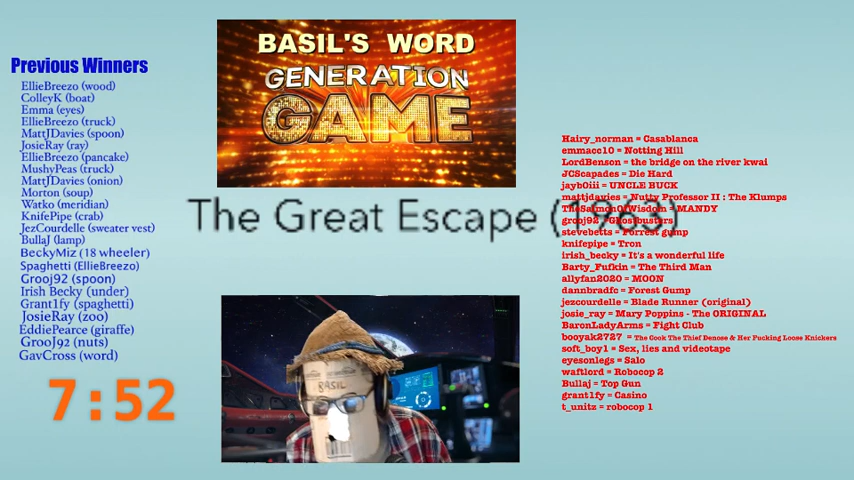 Previous Winners
EllieBreezo (wood)
ColleyK (boat)
Emma (eyes)
EllieBreezo (truck)
MattJDavies (spoon)
JosieRay (ray)
EllieBreezo (pancake)
MushyPeas (truck)
MattJDavies (onion)
Morton (soup)
Watko (meridian)
KnifePipe (crab)
JezCourdelle (sweater vest)
BullaJ (lamp)
BeckyMiz (18 wheeler)
Spaghetti (EllieBreezo)
Grooj92 (spoon)
Irish Becky (under)
Grant1fy (spaghetti)
JosieRay (zoo)
EddiePearce (giraffe)
GrooJ92 (nuts)
GavCross (word)
7:52
BASIL'S WORD
GENERATION
GAME
The Great Escape (1963)
BASIL
Hairy_norman = Casablanca
emmacc10 = Notting Hill
LordBenson = the bridge on the river kwai
JCScapades = Die Hard
jayb0iii = UNCLE BUCK
mattjdavies = Nutty Professor II : The Klumps
TheSalmonOfWisdom = MANDY
grooj92 = Ghostbusters
stevebetts = Forrest gump
knifepipe = Tron
irish_becky = It's a wonderful life
Barty_Fufkin = The Third Man
allyfan2020 = MOON
dannbradfc = Forest Gump
jezcourdelle = Blade Runner (original)
josie_ray = Mary Poppins - The ORIGINAL
BaronLadyArms = Fight Club
booyak2727 = The Cook The Thief Denose & Her Pucking Loose Knickers
soft_boy1 = Sex, lies and videotape
eyesonlegs = Salo
waftlord = Robocop 2
Bullaj = Top Gun
grant1fy = Casino
t_unitz = robocop 1